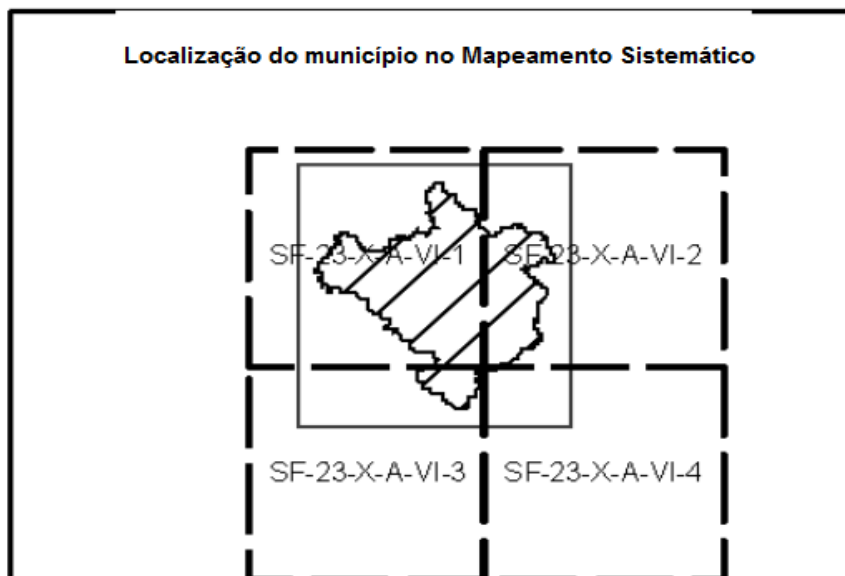 Localização do município no Mapeamento Sistemático
SF-23-X-A-VI-1 SF-23-X-A-VI-2
SF-23-X-A-VI-3 SF-23-X-A-VI-4